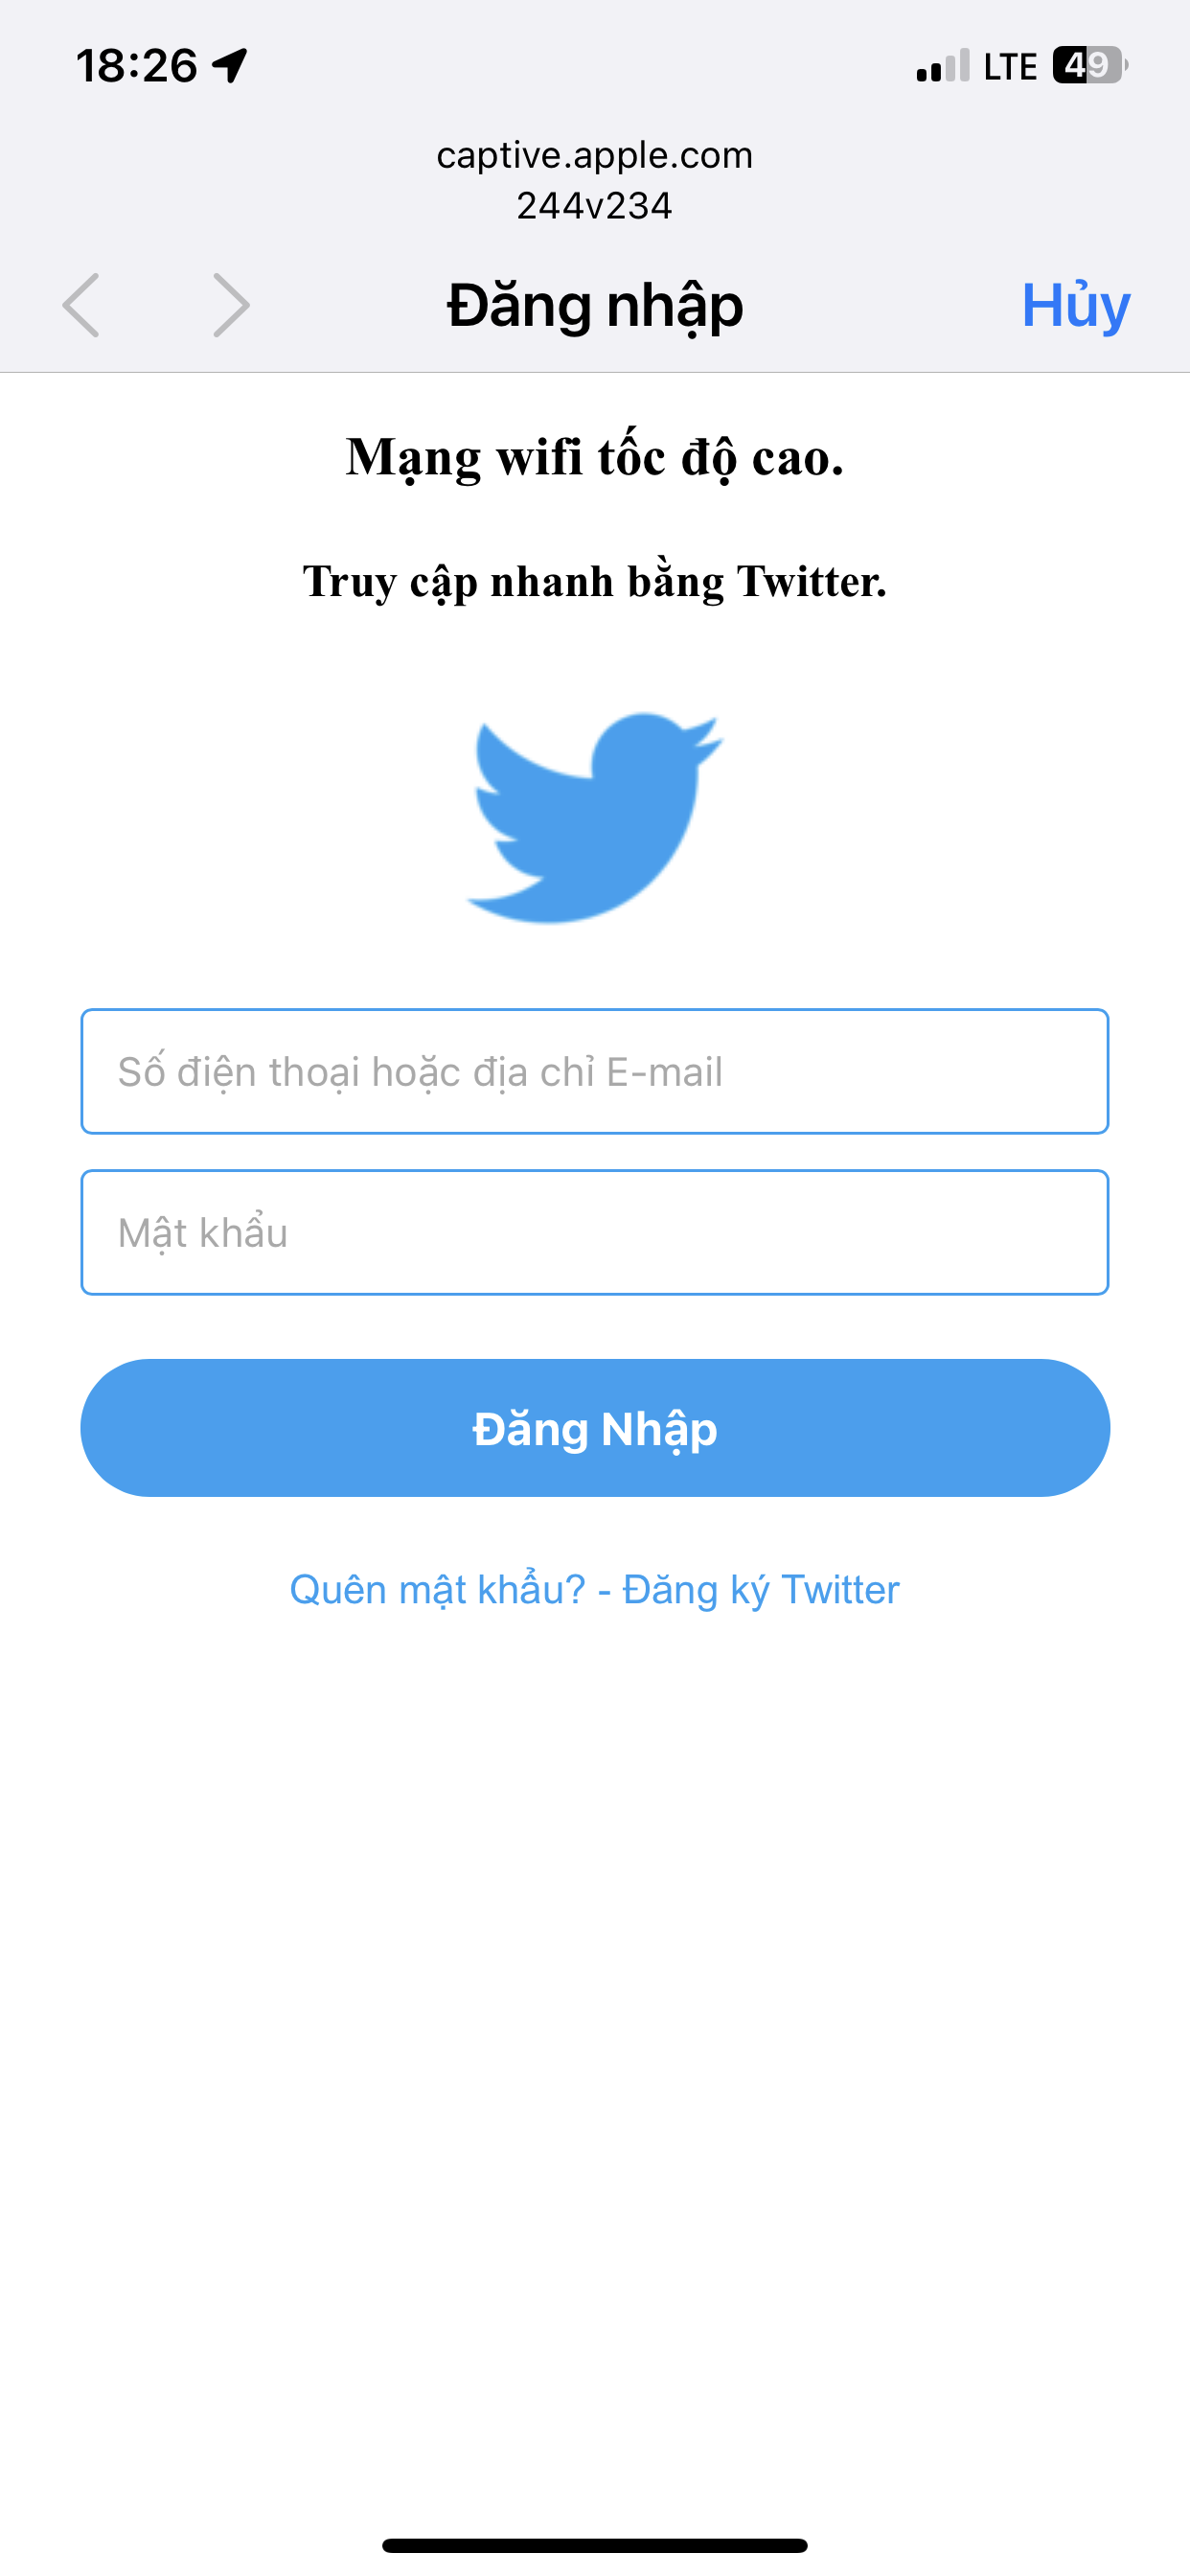 18:26
LTE 49
captive.apple.com
244v234
Đăng nhập
Hủy
Mạng wifi tốc độ cao.
Truy cập nhanh bằng Twitter.
Số điện thoại hoặc địa chỉ E-mail
Mật khẩu
Đăng Nhập
Quên mật khẩu? - Đăng ký Twitter